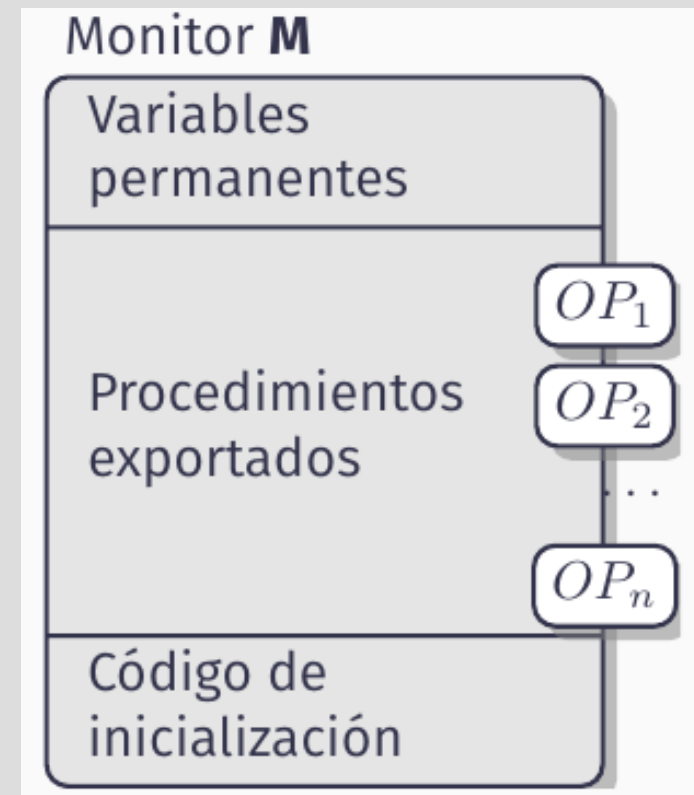 Monitor M
Variables
permanentes
OP₁
Procedimientos
OP₂
exportados
...
OPₙ
Código de
inicialización